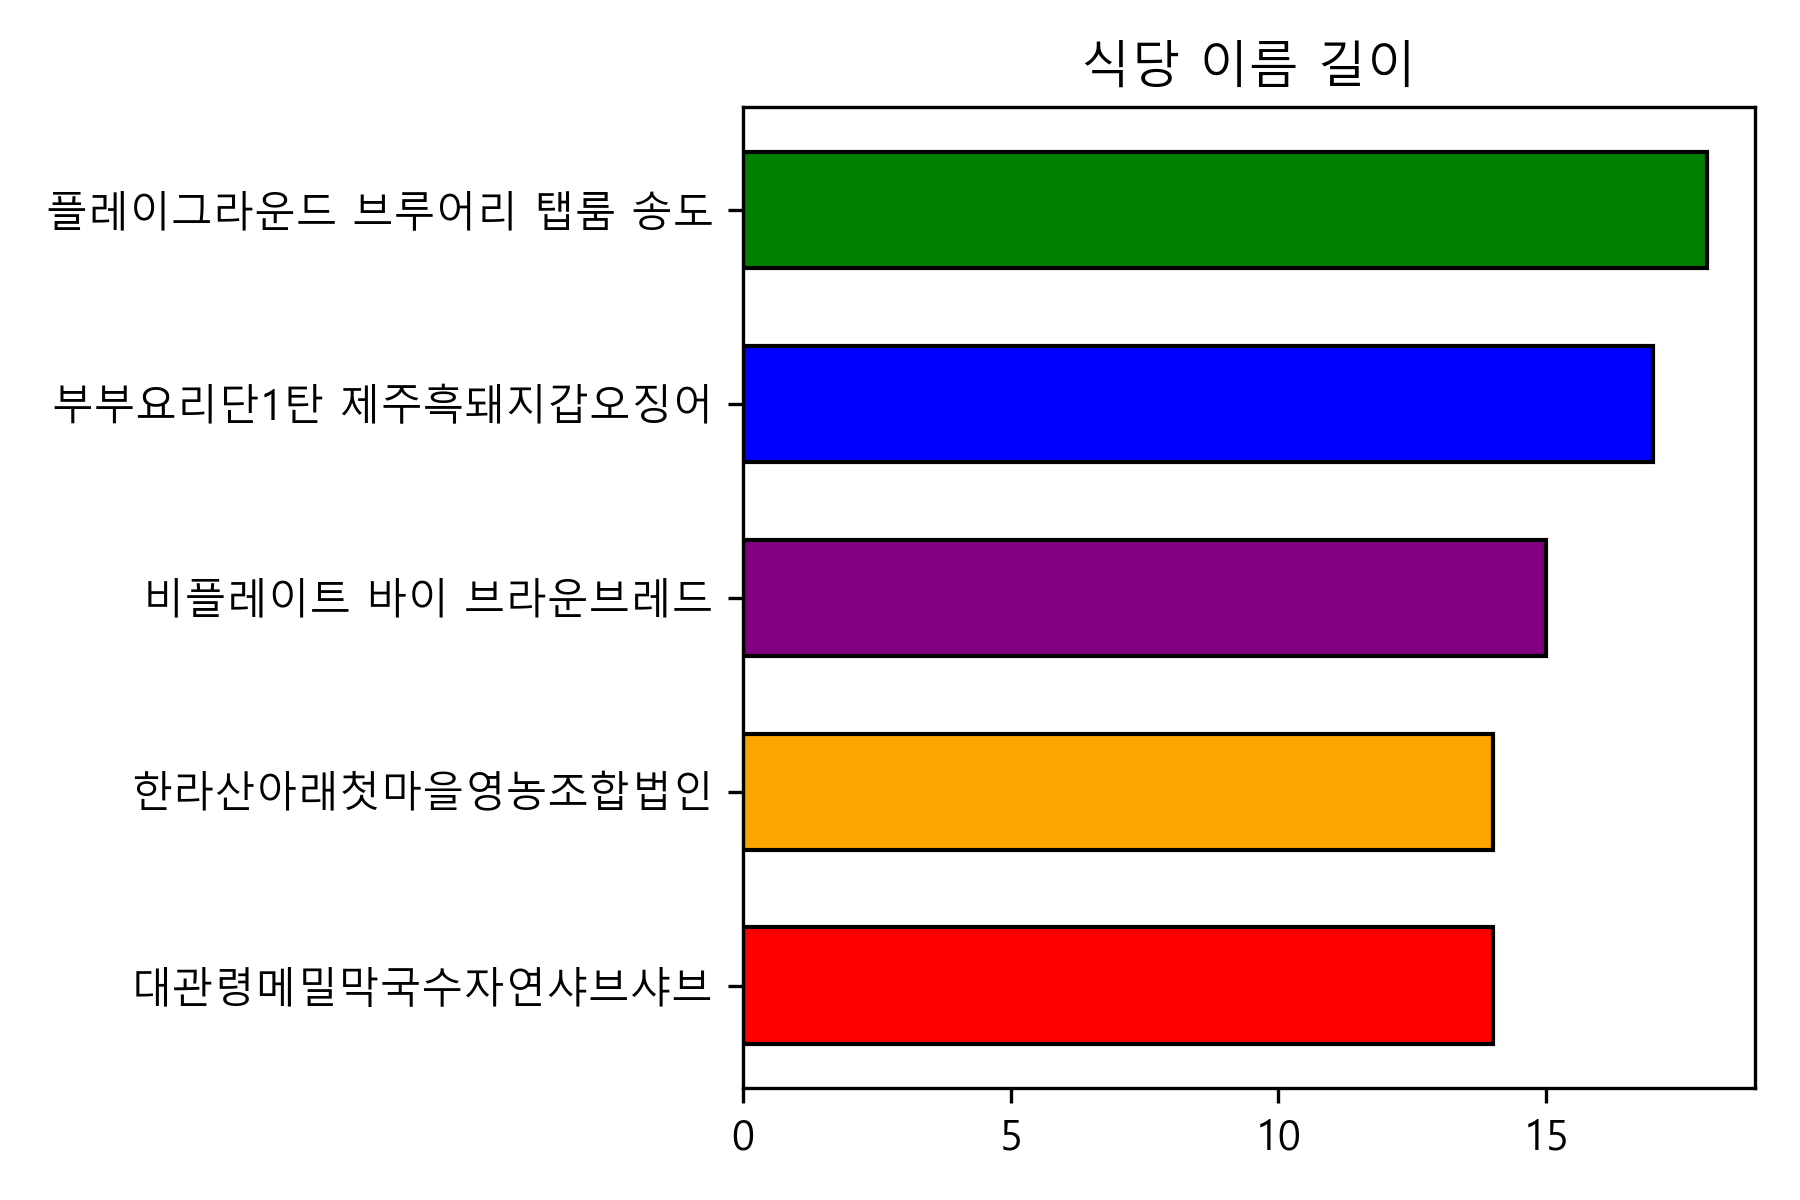 식당 이름 길이
플레이그라운드 브루어리 탭룸 송도
부부요리단1탄 제주흑돼지갑오징어
비플레이트 바이 브라운브레드
한라산아래첫마을영농조합법인
대관령메밀막국수자연샤브샤브
0 5 10 15